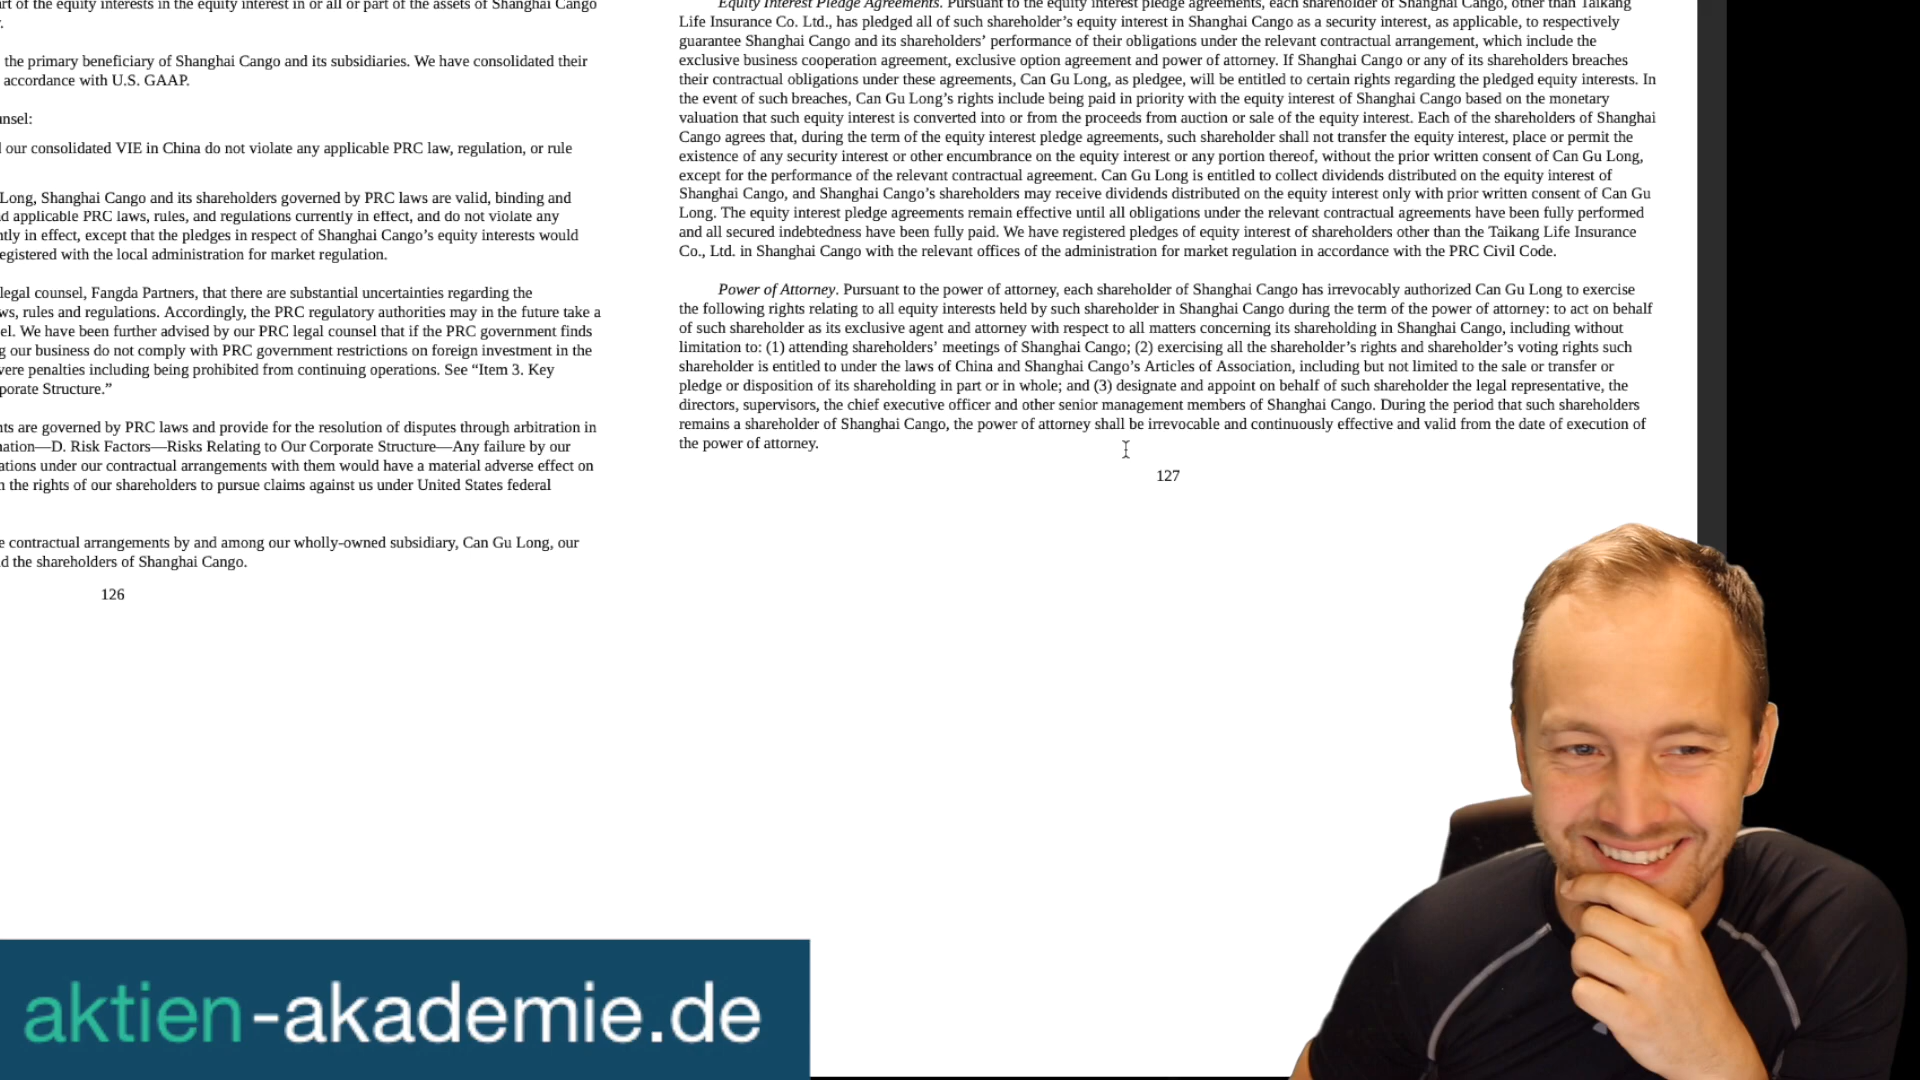 of the equity interests in the equity interest in or all or part of the assets of Shanghai Cango
the primary beneficiary of Shanghai Cango and its subsidiaries. We have consolidated their
accordance with U.S. GAAP.
our consolidated VIE in China do not violate any applicable PRC law, regulation, or rule
Long, Shanghai Cango and its shareholders governed by PRC laws are valid, binding and
applicable PRC laws, rules, and regulations currently in effect, and do not violate any
in effect, except that the pledges in respect of Shanghai Cango’s equity interests would
egistered with the local administration for market regulation.
legal counsel, Fangda Partners, that there are substantial uncertainties regarding the
ws, rules and regulations. Accordingly, the PRC regulatory authorities may in the future take a
el. We have been further advised by our PRC legal counsel that if the PRC government finds
g our business do not comply with PRC government restrictions on foreign investment in the
vere penalties including being prohibited from continuing operations. See “Item 3. Key
porate Structure.”
nts are governed by PRC laws and provide for the resolution of disputes through arbitration in
nation—D. Risk Factors—Risks Relating to Our Corporate Structure—Any failure by our
ations under our contractual arrangements with them would have a material adverse effect on
the rights of our shareholders to pursue claims against us under United States federal
contractual arrangements by and among our wholly-owned subsidiary, Can Gu Long, our
d the shareholders of Shanghai Cango.
126
Equity Interest Pledge Agreements. Pursuant to the equity interest pledge agreements, each shareholder of Shanghai Cango, other than Taikang
Life Insurance Co. Ltd., has pledged all of such shareholder’s equity interest in Shanghai Cango as a security interest, as applicable, to respectively
guarantee Shanghai Cango and its shareholders’ performance of their obligations under the relevant contractual arrangement, which include the
exclusive business cooperation agreement, exclusive option agreement and power of attorney. If Shanghai Cango or any of its shareholders breaches
their contractual obligations under these agreements, Can Gu Long, as pledgee, will be entitled to certain rights regarding the pledged equity interests. In
the event of such breaches, Can Gu Long’s rights include being paid in priority with the equity interest of Shanghai Cango based on the monetary
valuation that such equity interest is converted into or from the proceeds from auction or sale of the equity interest. Each of the shareholders of Shanghai
Cango agrees that, during the term of the equity interest pledge agreements, such shareholder shall not transfer the equity interest, place or permit the
existence of any security interest or other encumbrance on the equity interest or any portion thereof, without the prior written consent of Can Gu Long,
except for the performance of the relevant contractual agreement. Can Gu Long is entitled to collect dividends distributed on the equity interest of
Shanghai Cango, and Shanghai Cango’s shareholders may receive dividends distributed on the equity interest only with prior written consent of Can Gu
Long. The equity interest pledge agreements remain effective until all obligations under the relevant contractual agreements have been fully performed
and all secured indebtedness have been fully paid. We have registered pledges of equity interest of shareholders other than the Taikang Life Insurance
Co., Ltd. in Shanghai Cango with the relevant offices of the administration for market regulation in accordance with the PRC Civil Code.
Power of Attorney. Pursuant to the power of attorney, each shareholder of Shanghai Cango has irrevocably authorized Can Gu Long to exercise
the following rights relating to all equity interests held by such shareholder in Shanghai Cango during the term of the power of attorney: to act on behalf
of such shareholder as its exclusive agent and attorney with respect to all matters concerning its shareholding in Shanghai Cango, including without
limitation to: (1) attending shareholders’ meetings of Shanghai Cango; (2) exercising all the shareholder’s rights and shareholder’s voting rights such
shareholder is entitled to under the laws of China and Shanghai Cango’s Articles of Association, including but not limited to the sale or transfer or
pledge or disposition of its shareholding in part or in whole; and (3) designate and appoint on behalf of such shareholder the legal representative, the
directors, supervisors, the chief executive officer and other senior management members of Shanghai Cango. During the period that such shareholders
remains a shareholder of Shanghai Cango, the power of attorney shall be irrevocable and continuously effective and valid from the date of execution of
the power of attorney.
127
aktien-akademie.de